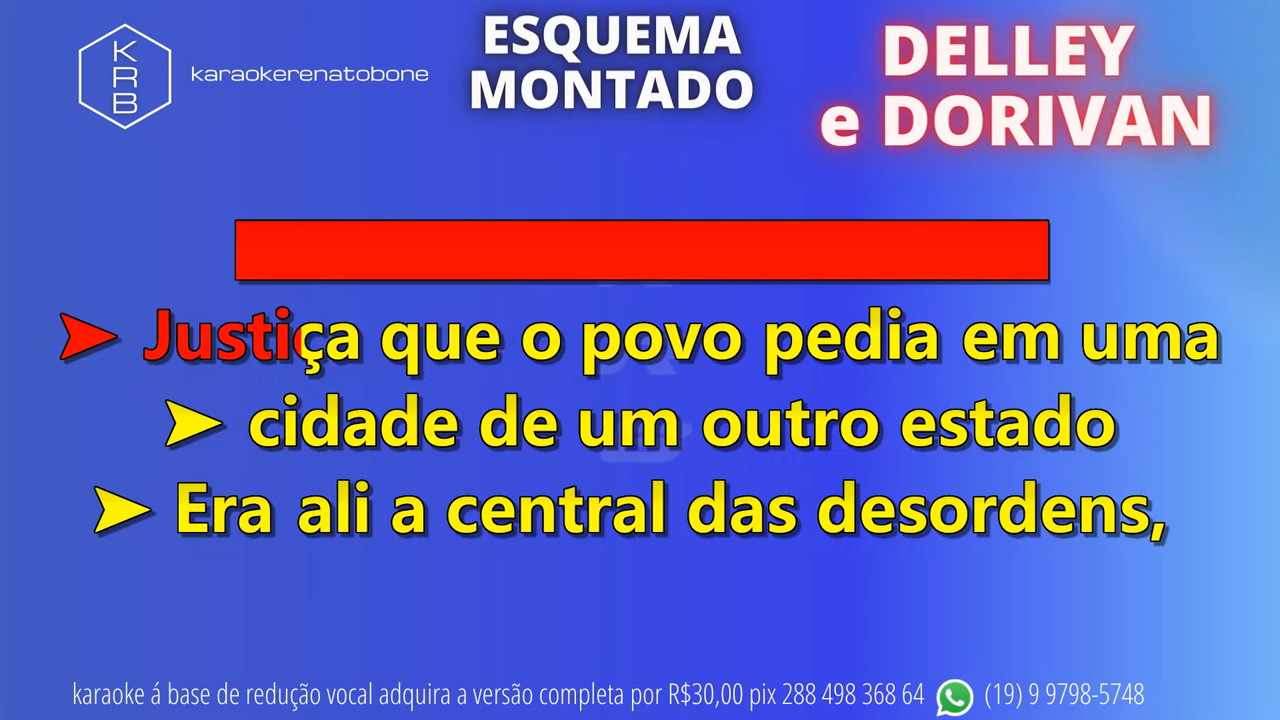 K
R
B
karaokerenatobone
ESQUEMA
MONTADO
DELLEY
e DORIVAN
➤ Justiça que o povo pedia em uma
➤ cidade de um outro estado
➤ Era ali a central das desordens,
karaoke á base de redução vocal adquira a versão completa por R$30,00 pix 288 498 368 64 (19) 9 9798-5748